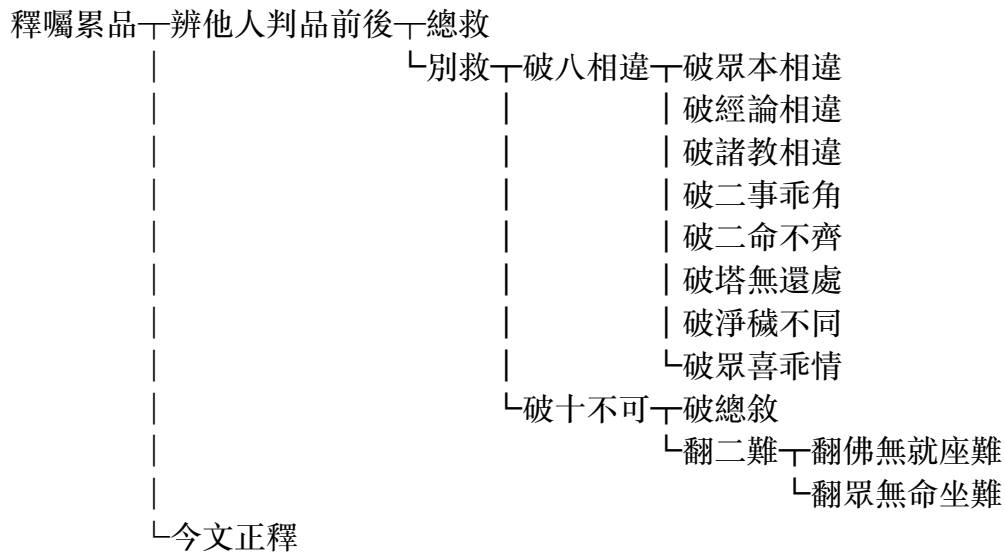 釋囑累品┬辨他人判品前後┬總救
└別救┬破八相違┬破眾本相違
破經論相違
破諸教相違
破二事乖角
破二命不齊
破塔無還處
破淨穢不同
└破眾喜乖情
└破十不可┬破總敘
└翻二難┬翻佛無就座難
└翻眾無命坐難
└今文正釋